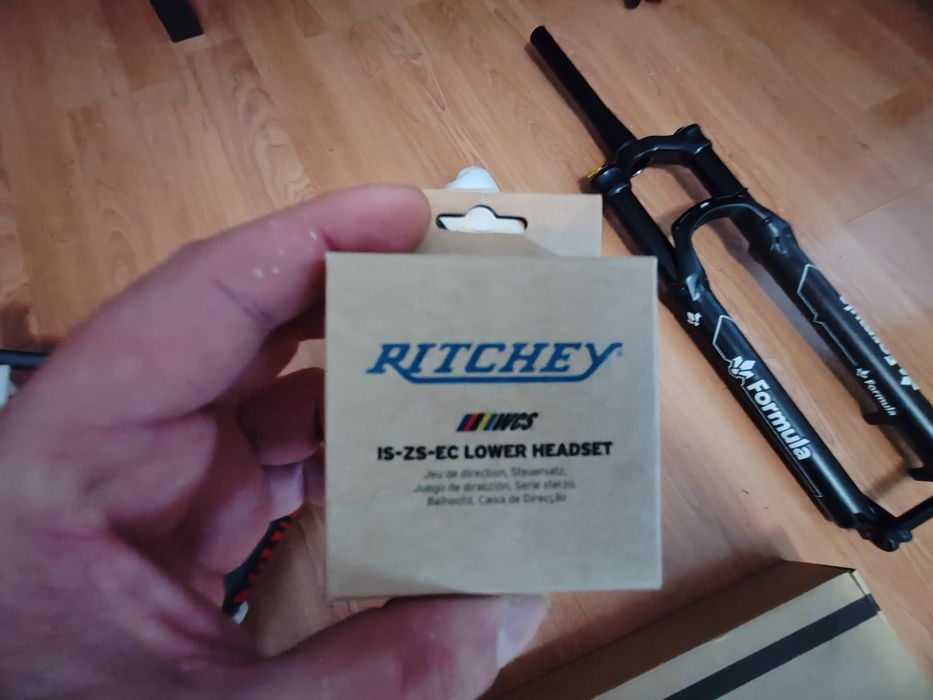 RITCHEY®
WCS
IS-ZS-EC LOWER HEADSET
Jeu de direction, Steuersatz,
Juego de dirección, Serie sterzo,
Balhoofd, Caixa de Direcção
Formula
Formula
Formula